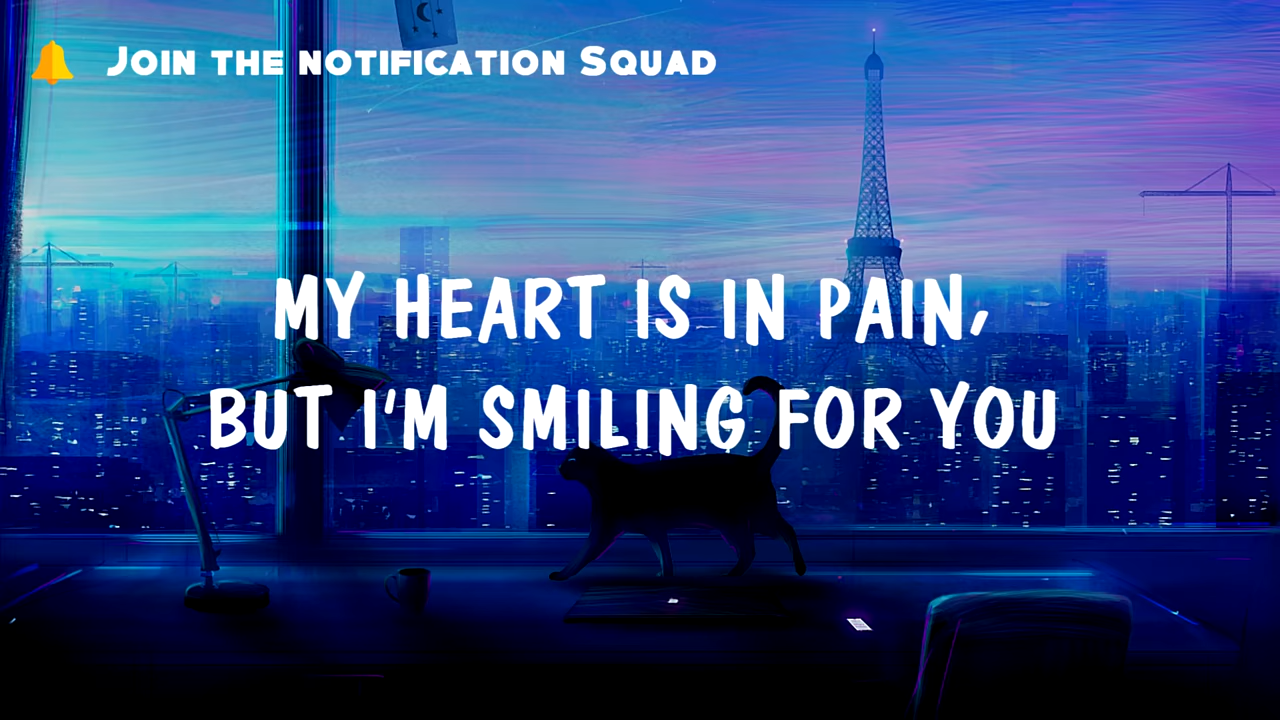 Join the notification Squad
MY HEART IS IN PAIN,
BUT I'M SMILING FOR YOU